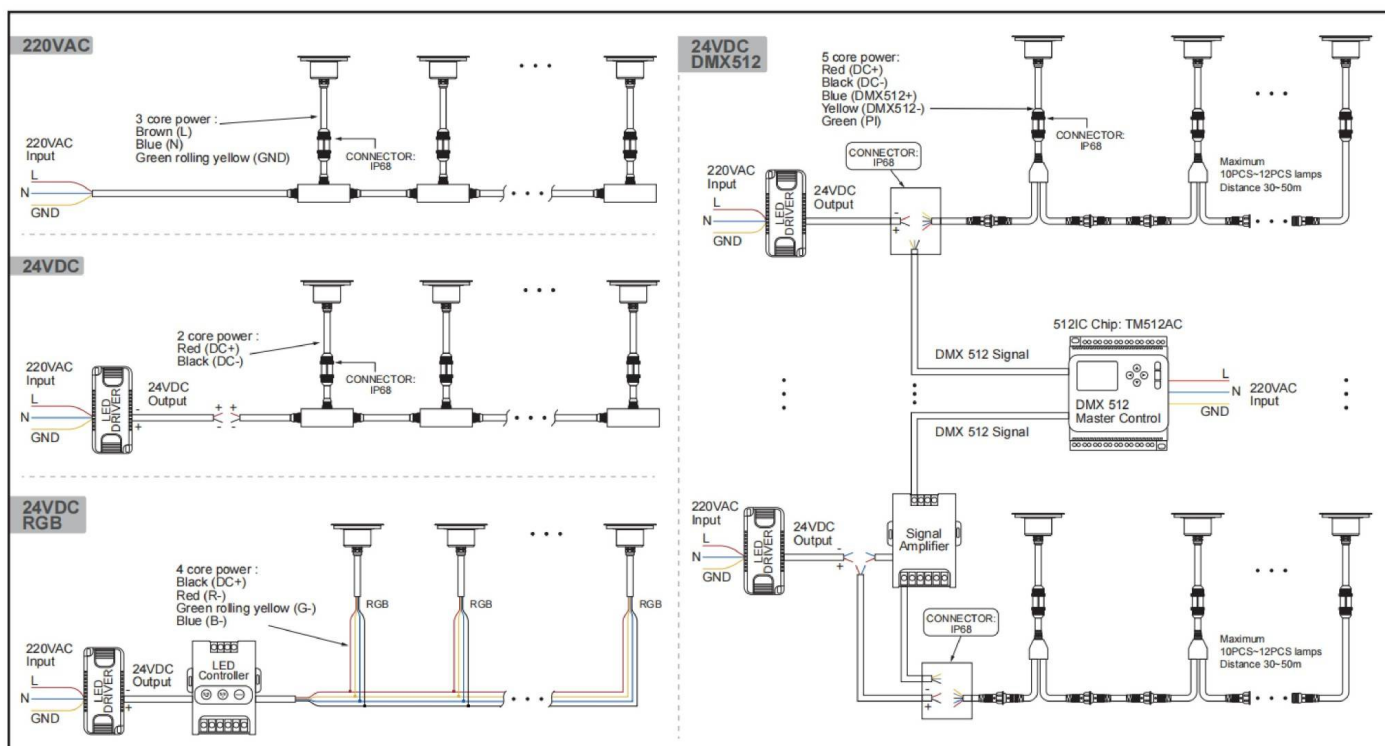 220VAC
3 core power :
Brown (L)
Blue (N)
Green rolling yellow (GND)
CONNECTOR:
IP68
220VAC
Input
L
N
GND
24VDC
2 core power :
Red (DC+)
Black (DC-)
CONNECTOR:
IP68
220VAC
Input
L
N
GND
LED
DRIVER
24VDC
Output
-
+
+ +
- -
24VDC
RGB
4 core power :
Black (DC+)
Red (R-)
Green rolling yellow (G-)
Blue (B-)
RGB
RGB
RGB
220VAC
Input
L
N
GND
LED
DRIVER
24VDC
Output
-
+
LED
Controller
24VDC
DMX512
5 core power:
Red (DC+)
Black (DC-)
Blue (DMX512+)
Yellow (DMX512-)
Green (PI)
CONNECTOR:
IP68
CONNECTOR:
IP68
Maximum
10PCS~12PCS lamps
Distance 30~50m
220VAC
Input
L
N
GND
LED
DRIVER
24VDC
Output
-
+
512IC Chip: TM512AC
DMX 512 Signal
DMX 512
Master Control
L
N
GND
220VAC
Input
DMX 512 Signal
220VAC
Input
L
N
GND
LED
DRIVER
24VDC
Output
-
+
Signal
Amplifier
CONNECTOR:
IP68
-
+
Maximum
10PCS~12PCS lamps
Distance 30~50m